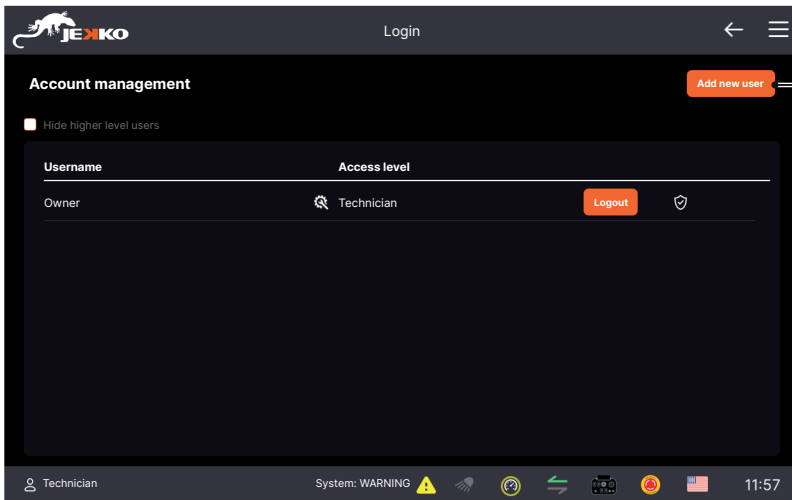 JEKKO
Login
Account management
Add new user
Hide higher level users
Username Access level
Owner Technician Logout
Technician System: WARNING 11:57